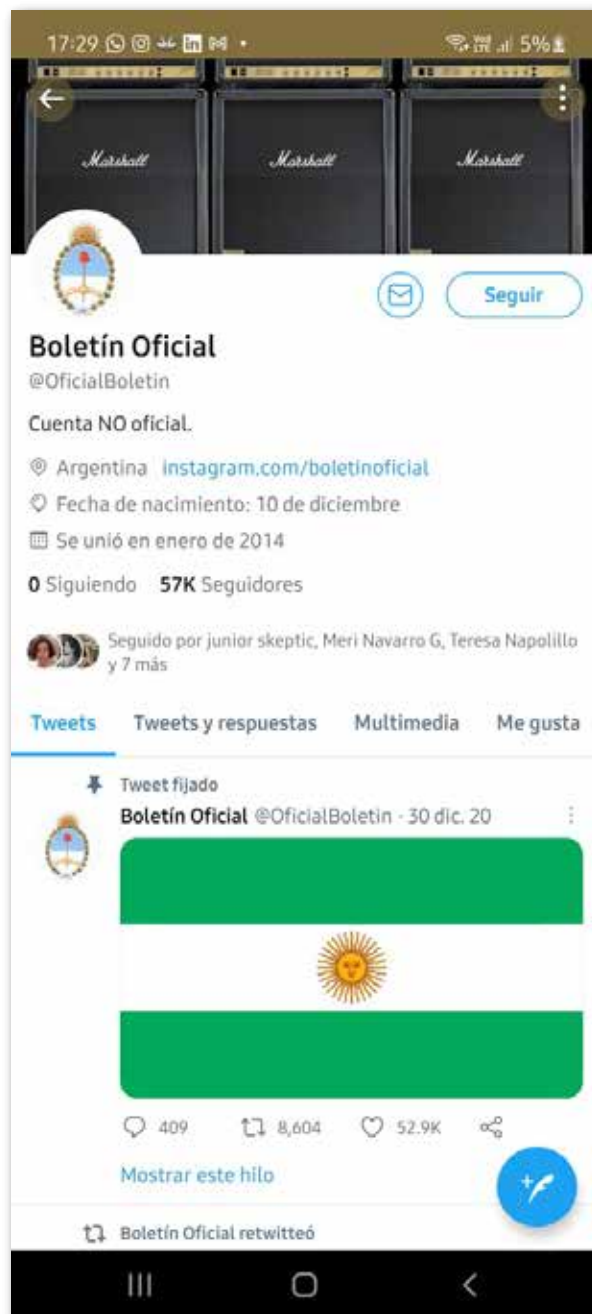 17:29
5%
Marshall Marshall Marshall
Seguir
Boletín Oficial
@OficialBoletin
Cuenta NO oficial.
Argentina instagram.com/boletinoficial
Fecha de nacimiento: 10 de diciembre
Se unió en enero de 2014
0 Siguiendo 57K Seguidores
Seguido por junior skeptic, Meri Navarro G, Teresa Napolillo
y 7 más
Tweets Tweets y respuestas Multimedia Me gusta
Tweet fijado
Boletín Oficial @OficialBoletin · 30 dic. 20
409 8,604 52.9K
Mostrar este hilo
Boletín Oficial retwitteó